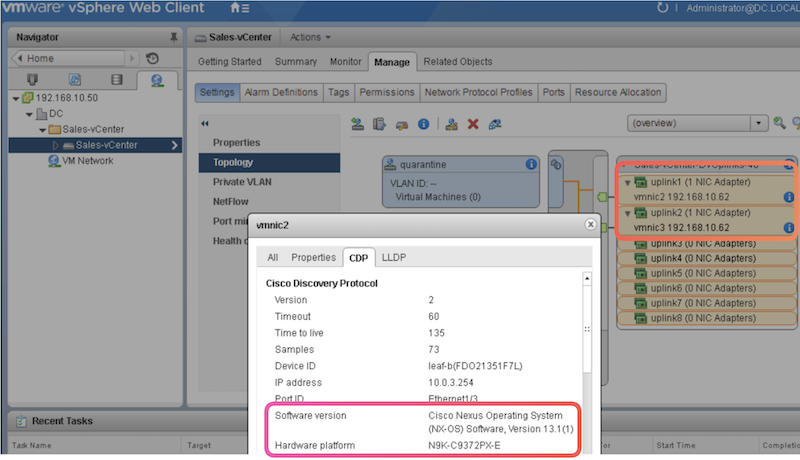 vmware® vSphere Web Client
Administrator@DC.LOCAL
Navigator
Home
192.168.10.50
DC
Sales-vCenter
Sales-vCenter
VM Network
Sales-vCenter
Actions
Getting Started
Summary
Monitor
Manage
Related Objects
Settings
Alarm Definitions
Tags
Permissions
Network Protocol Profiles
Ports
Resource Allocation
Properties
Topology
Private VLAN
NetFlow
Port
Health
(overview)
quarantine
VLAN ID: --
Virtual Machines (0)
uplink1 (1 NIC Adapter)
vmnic2 192.168.10.62
uplink2 (1 NIC Adapter)
vmnic3 192.168.10.62
uplink3 (0 NIC Adapters)
uplink4 (0 NIC Adapters)
uplink5 (0 NIC Adapters)
uplink6 (0 NIC Adapters)
uplink7 (0 NIC Adapters)
uplink8 (0 NIC Adapters)
vmnic2
All
Properties
CDP
LLDP
Cisco Discovery Protocol
Version 2
Timeout 60
Time to live 135
Samples 73
Device ID leaf-b(FDO21351F7L)
IP address 10.0.3.254
Port ID Ethernet1/3
Software version Cisco Nexus Operating System
(NX-OS) Software, Version 13.1(1)
Hardware platform N9K-C9372PX-E
Recent Tasks
Task Name
Target
For
Start Time
Completio